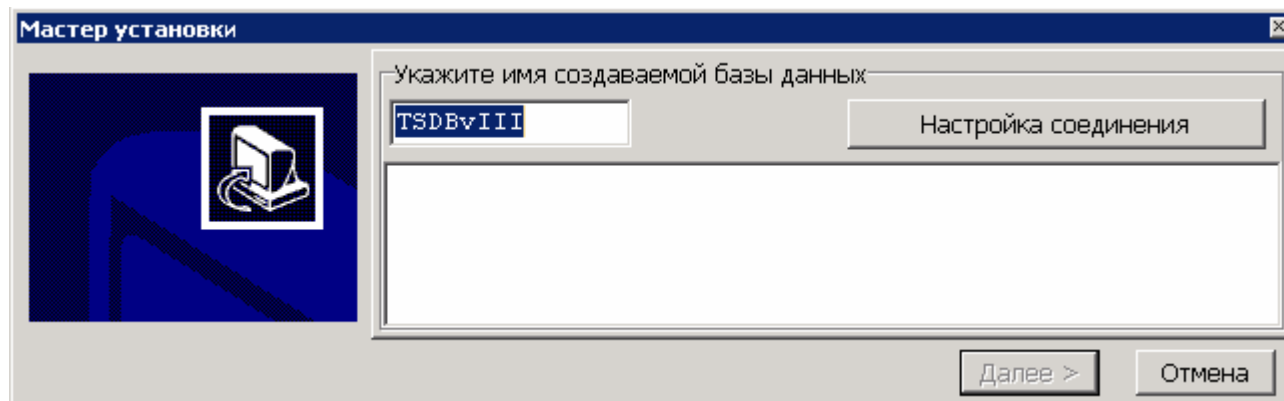 Мастер установки
Укажите имя создаваемой базы данных
TSDBvIII
Настройка соединения
Далее >
Отмена